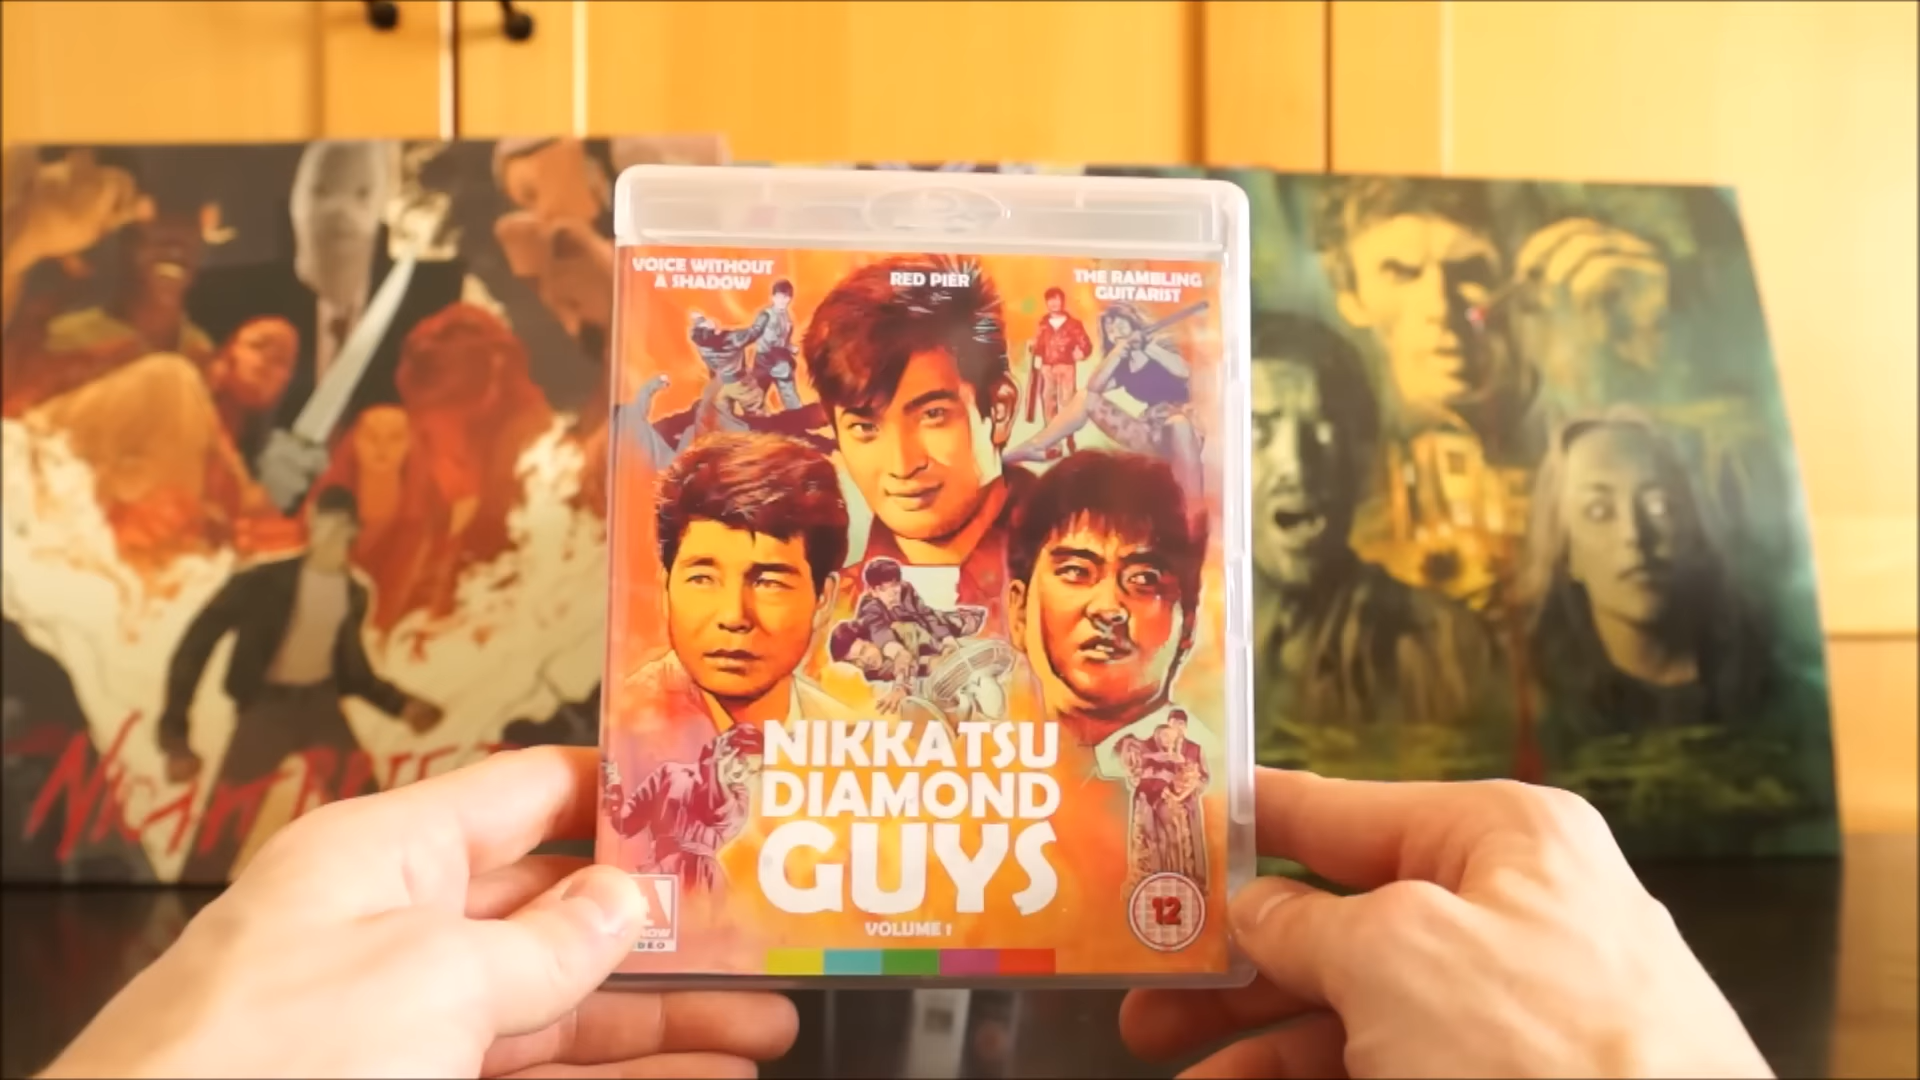 VOICE WITHOUT
A SHADOW
RED PIER
THE RAMBLING
GUITARIST
NIKKATSU
DIAMOND
GUYS
VOLUME 1
12